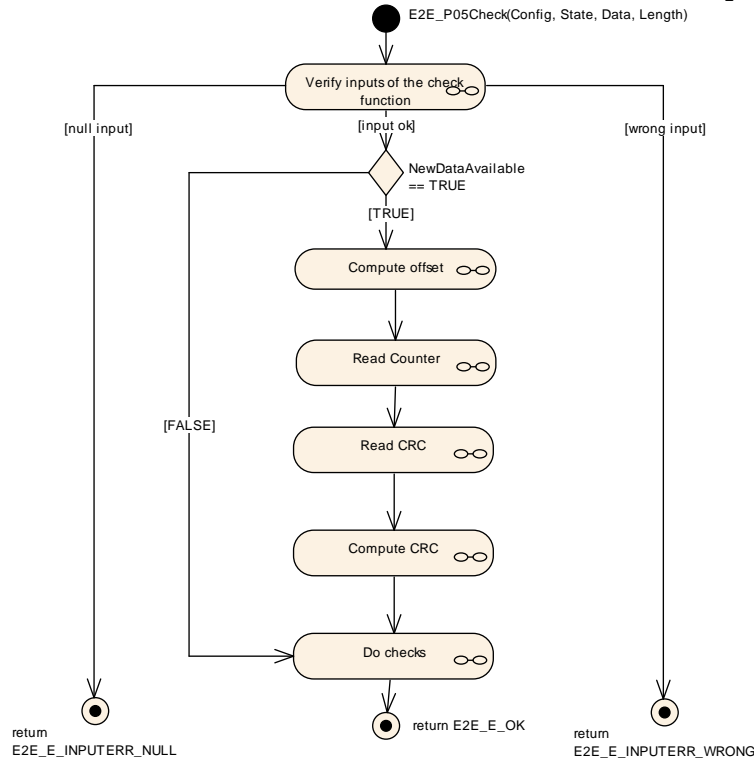 E2E_P05Check(Config, State, Data, Length)
Verify inputs of the check
function
[null input]
[input ok]
[wrong input]
NewDataAvailable
== TRUE
[TRUE]
Compute offset
Read Counter
[FALSE]
Read CRC
Compute CRC
Do checks
return
E2E_E_INPUTERR_NULL
return E2E_E_OK
return
E2E_E_INPUTERR_WRONG